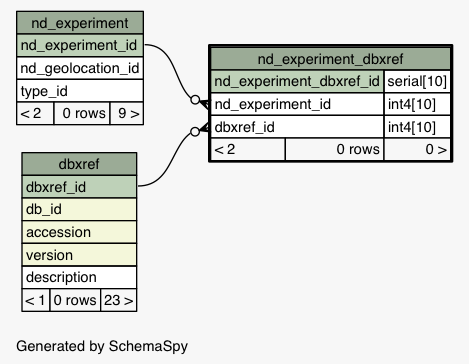 nd_experiment
nd_experiment_id
nd_geolocation_id
type_id
< 2 0 rows 9 >
nd_experiment_dbxref
nd_experiment_dbxref_id serial[10]
nd_experiment_id int4[10]
dbxref_id int4[10]
< 2 0 rows 0 >
dbxref
dbxref_id
db_id
accession
version
description
< 1 0 rows 23 >
Generated by SchemaSpy